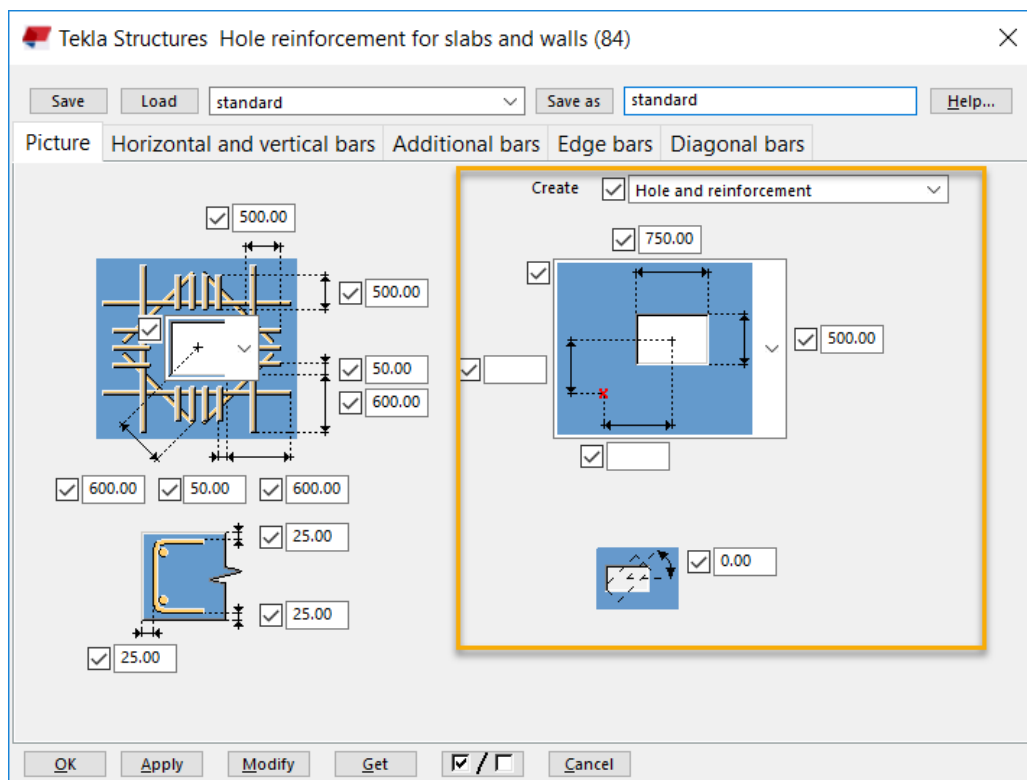 Tekla Structures Hole reinforcement for slabs and walls (84)
Save Load standard Save as standard Help...
Picture Horizontal and vertical bars Additional bars Edge bars Diagonal bars
Create Hole and reinforcement
500.00
750.00
500.00
500.00
50.00
600.00
600.00 50.00 600.00
25.00
0.00
25.00
25.00
OK Apply Modify Get / Cancel